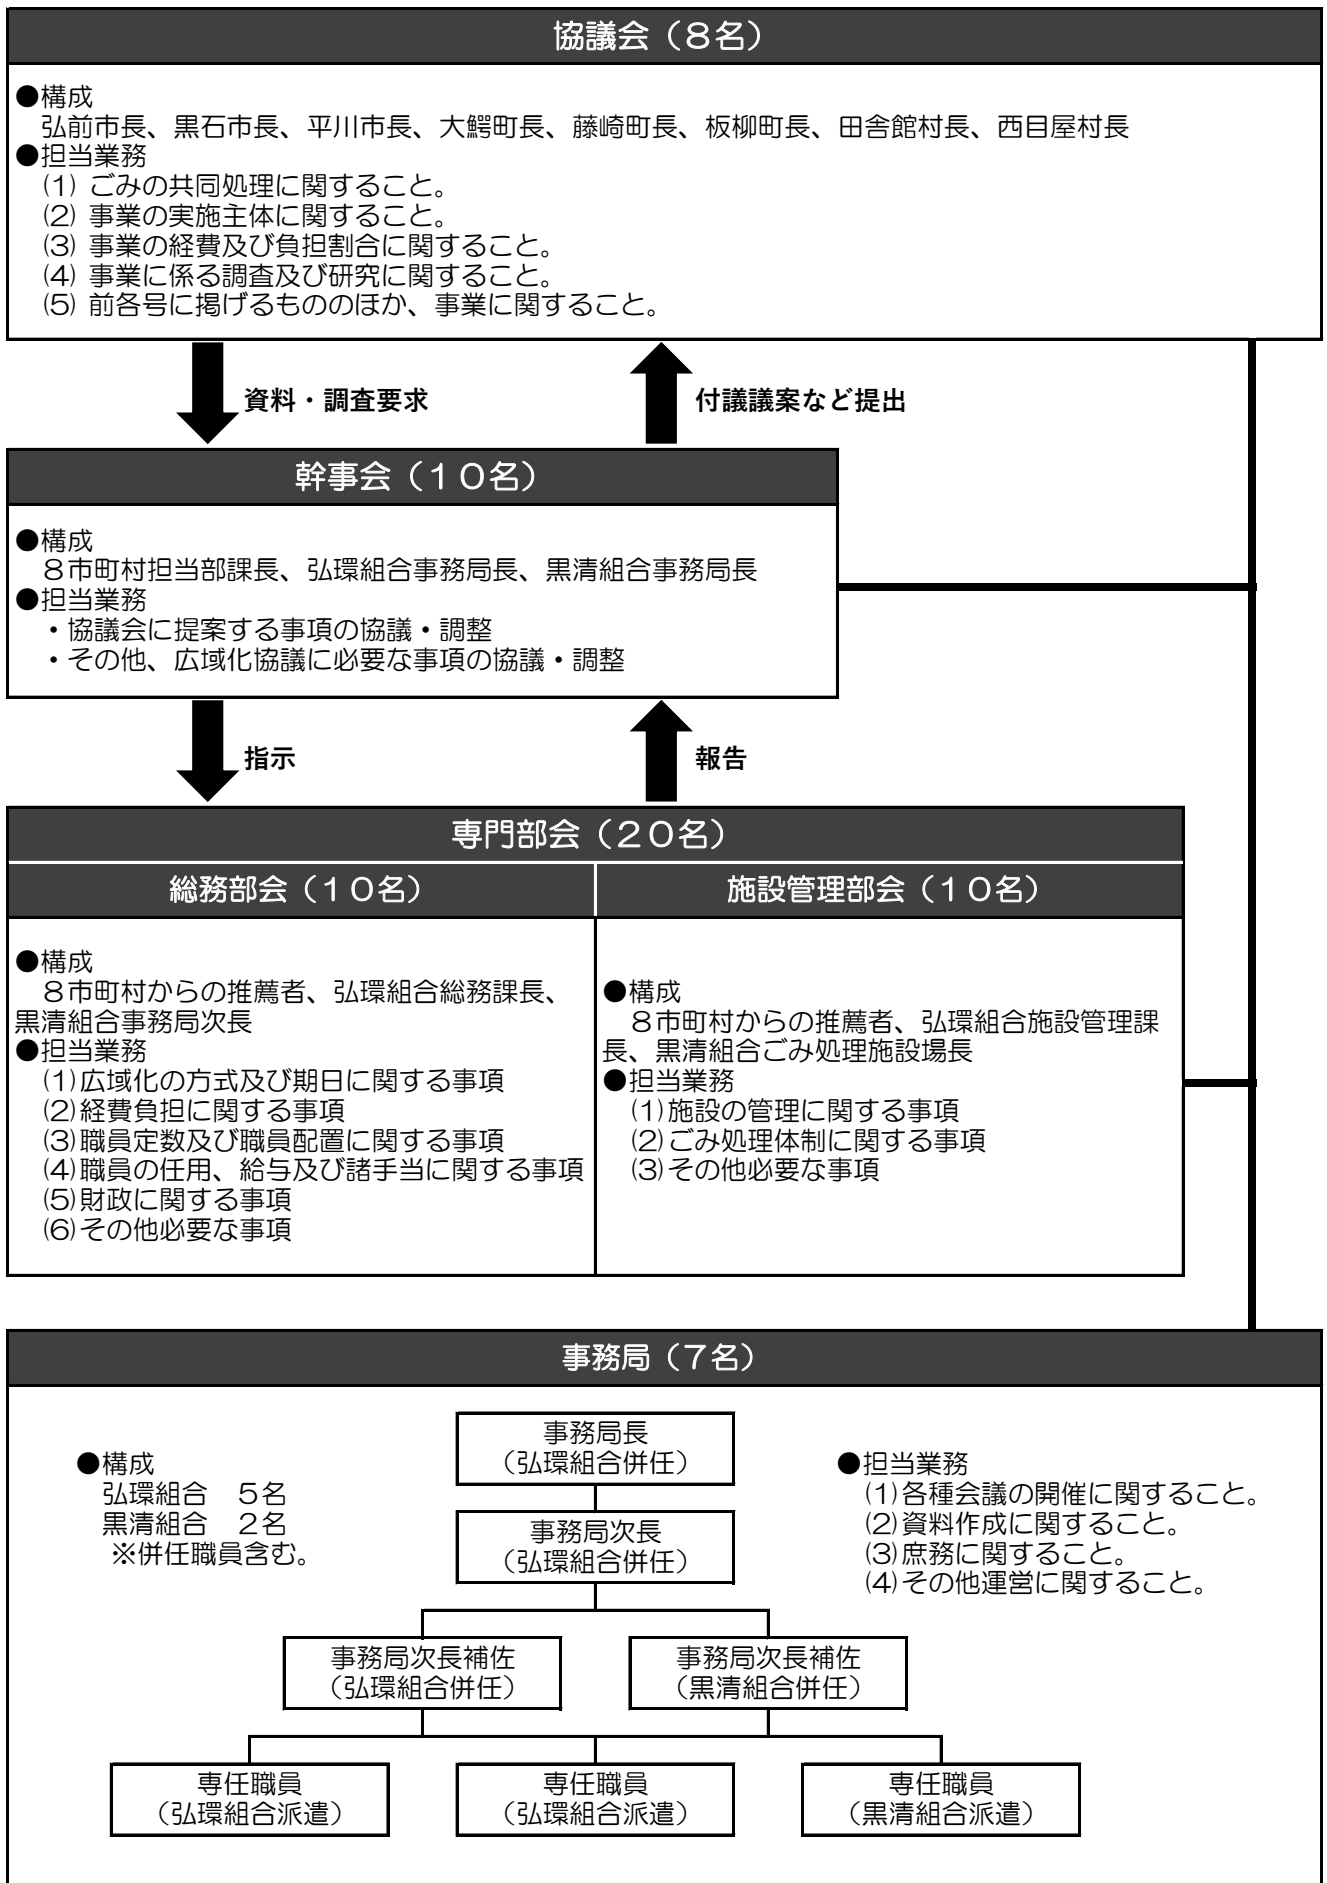 協議会（８名）
●構成
弘前市長、黒石市長、平川市長、大鰐町長、藤崎町長、板柳町長、田舎館村長、西目屋村長
●担当業務
(1) ごみの共同処理に関すること。
(2) 事業の実施主体に関すること。
(3) 事業の経費及び負担割合に関すること。
(4) 事業に係る調査及び研究に関すること。
(5) 前各号に掲げるもののほか、事業に関すること。
資料・調査要求
付議議案など提出
幹事会（１０名）
●構成
８市町村担当部課長、弘環組合事務局長、黒清組合事務局長
●担当業務
・協議会に提案する事項の協議・調整
・その他、広域化協議に必要な事項の協議・調整
指示
報告
専門部会（２０名）
総務部会（１０名）
●構成
８市町村からの推薦者、弘環組合総務課長、
黒清組合事務局次長
●担当業務
(1)広域化の方式及び期日に関する事項
(2)経費負担に関する事項
(3)職員定数及び職員配置に関する事項
(4)職員の任用、給与及び諸手当に関する事項
(5)財政に関する事項
(6)その他必要な事項
施設管理部会（１０名）
●構成
８市町村からの推薦者、弘環組合施設管理課
長、黒清組合ごみ処理施設場長
●担当業務
(1)施設の管理に関する事項
(2)ごみ処理体制に関する事項
(3)その他必要な事項
事務局（７名）
●構成
弘環組合　５名
黒清組合　２名
※併任職員含む。
事務局長
（弘環組合併任）
事務局次長
（弘環組合併任）
●担当業務
(1)各種会議の開催に関すること。
(2)資料作成に関すること。
(3)庶務に関すること。
(4)その他運営に関すること。
事務局次長補佐
（弘環組合併任）
事務局次長補佐
（黒清組合併任）
専任職員
（弘環組合派遣）
専任職員
（弘環組合派遣）
専任職員
（黒清組合派遣）